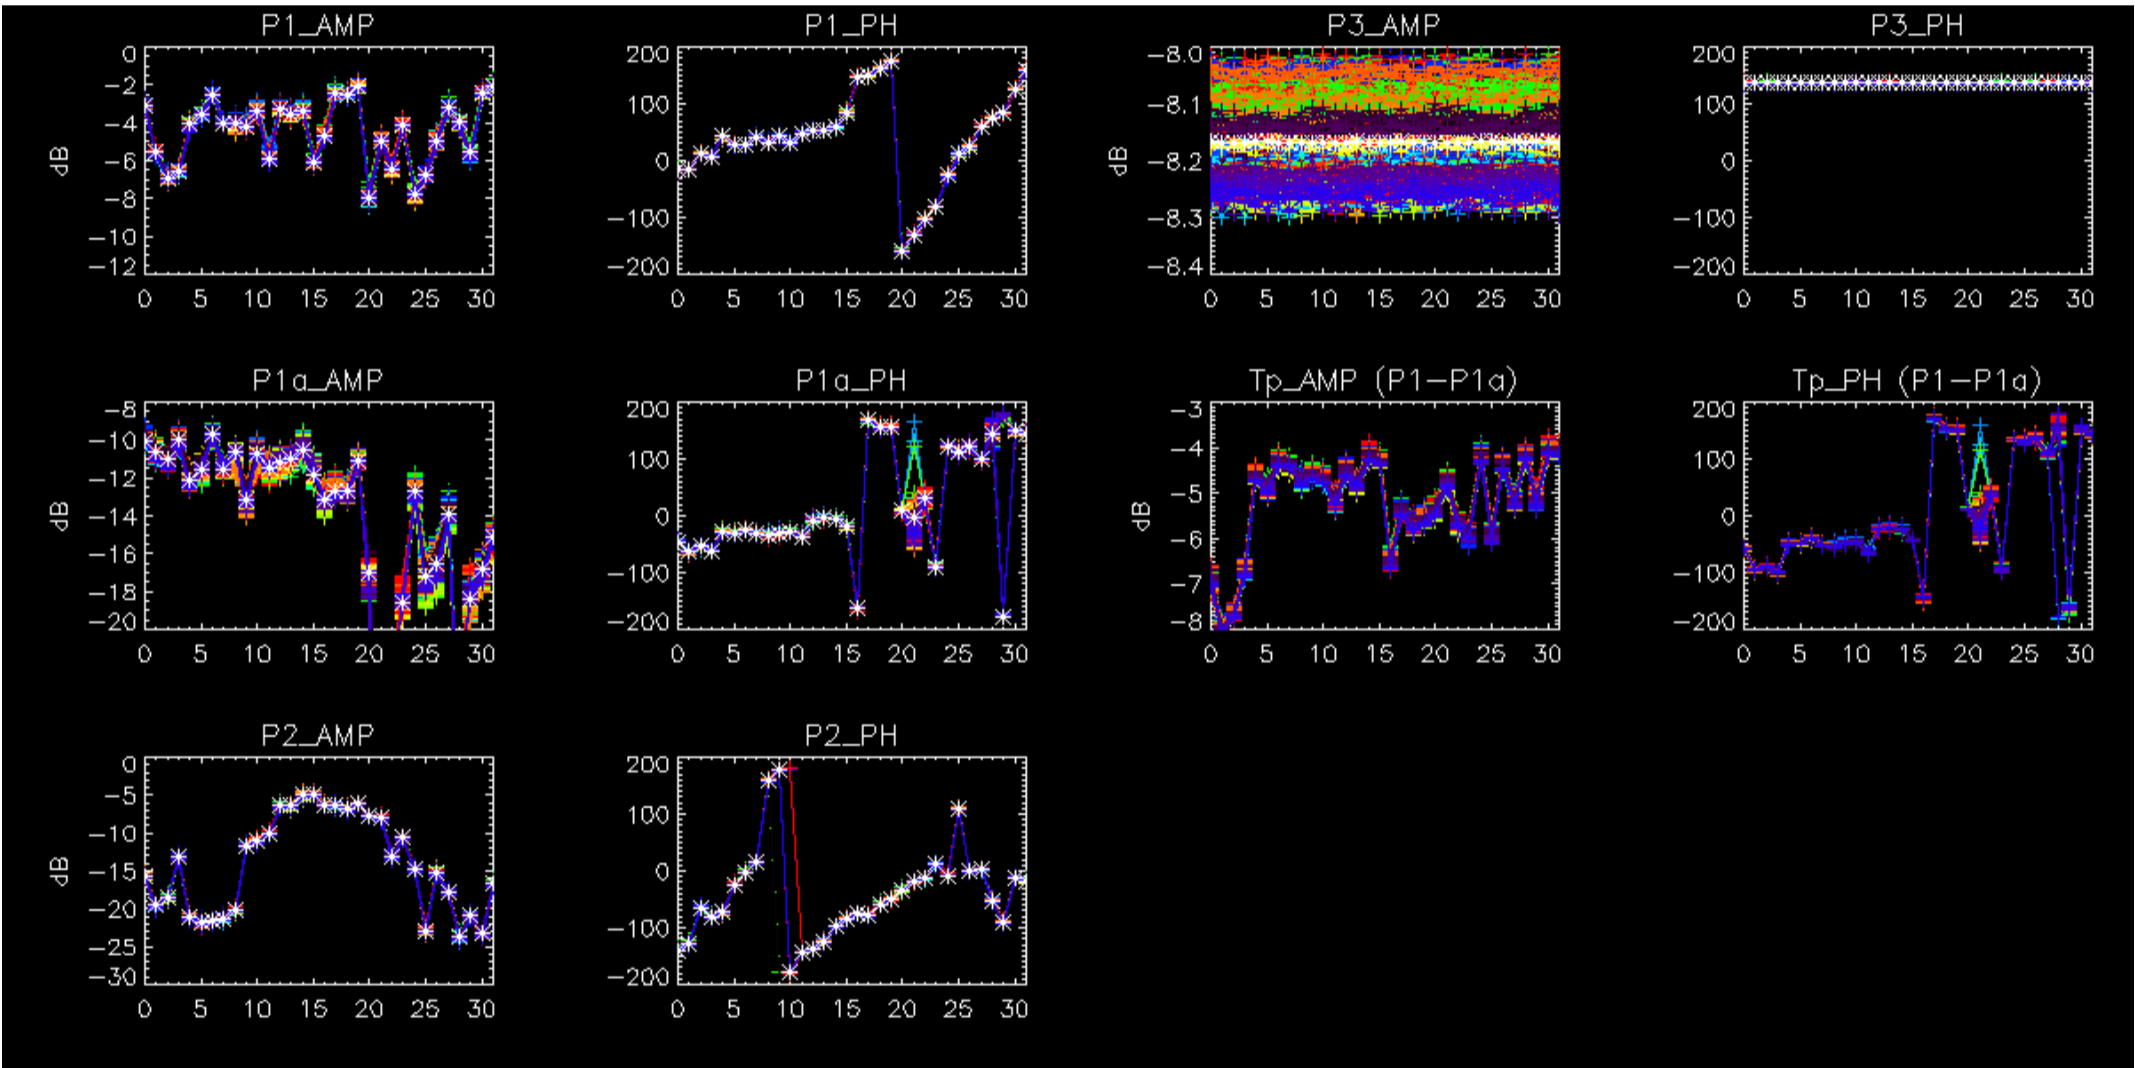 P1_AMP P1_PH P3_AMP P3_PH
0 200 -8.0 200
-2 100 -8.1 100
-4 0 -8.2 0
-6 -100 -8.3 -100
-8 -200 -8.4 -200
-10
-12
dB dB
0 5 10 15 20 25 30 0 5 10 15 20 25 30 0 5 10 15 20 25 30 0 5 10 15 20 25 30
P1a_AMP P1a_PH Tp_AMP (P1-P1a) Tp_PH (P1-P1a)
-8 200 -3 200
-10 100 -4 100
-12 0 -5 0
-14 -100 -6 -100
-16 -200 -7 -200
-18 -8
-20
dB dB
0 5 10 15 20 25 30 0 5 10 15 20 25 30 0 5 10 15 20 25 30 0 5 10 15 20 25 30
P2_AMP P2_PH
0 200
-5 100
-10 0
-15 -100
-20 -200
-25
-30
dB
0 5 10 15 20 25 30 0 5 10 15 20 25 30